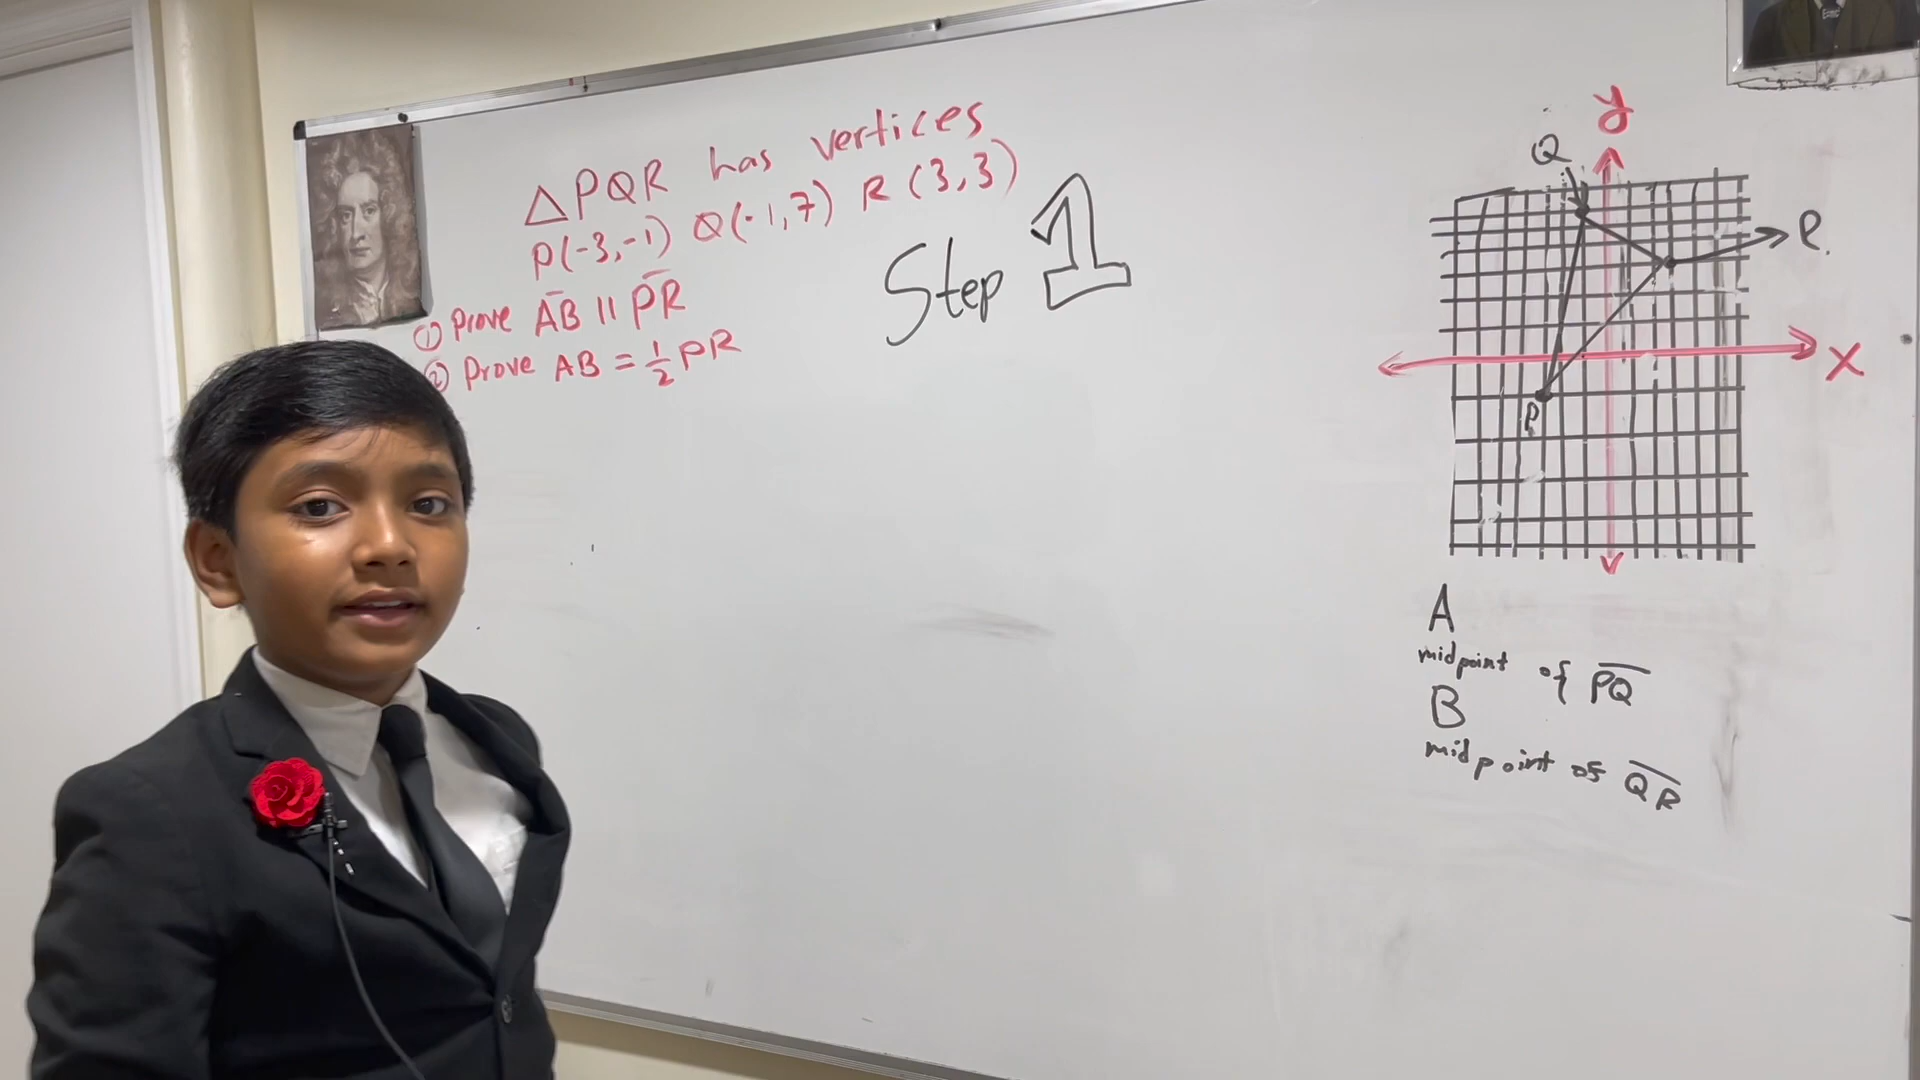 △PQR has vertices
P(-3,-1) Q(-1,7) R(3,3)
① Prove AB || PR
② Prove AB = 1/2 PR
Step 1
y
Q
R
x
P
A
midpoint of PQ
B
midpoint of QR